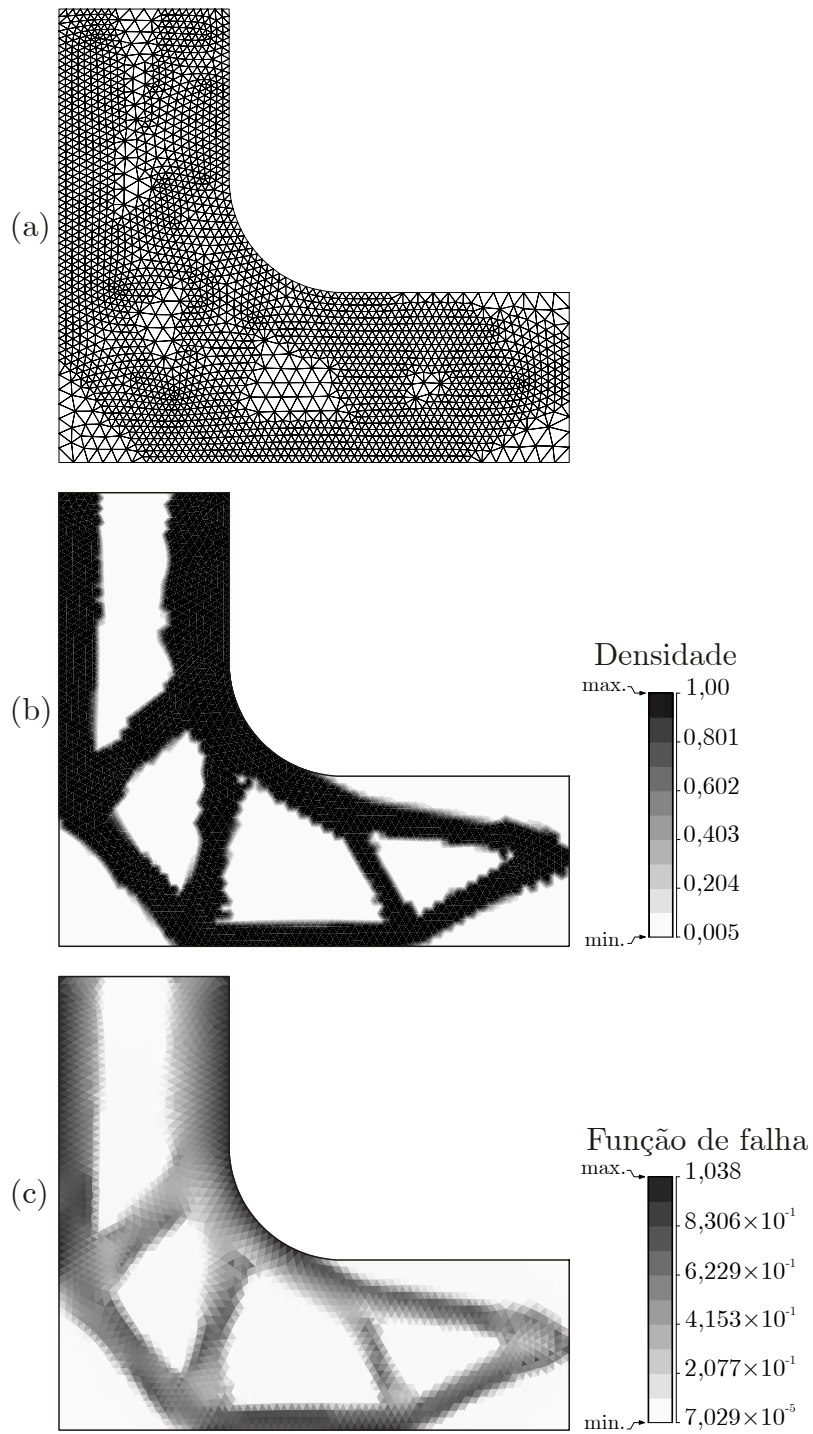 (a)
(b)
Densidade
max.
1,00
0,801
0,602
0,403
0,204
min.
0,005
(c)
Função de falha
max.
1,038
8,306×10⁻¹
6,229×10⁻¹
4,153×10⁻¹
2,077×10⁻¹
min.
7,029×10⁻⁵